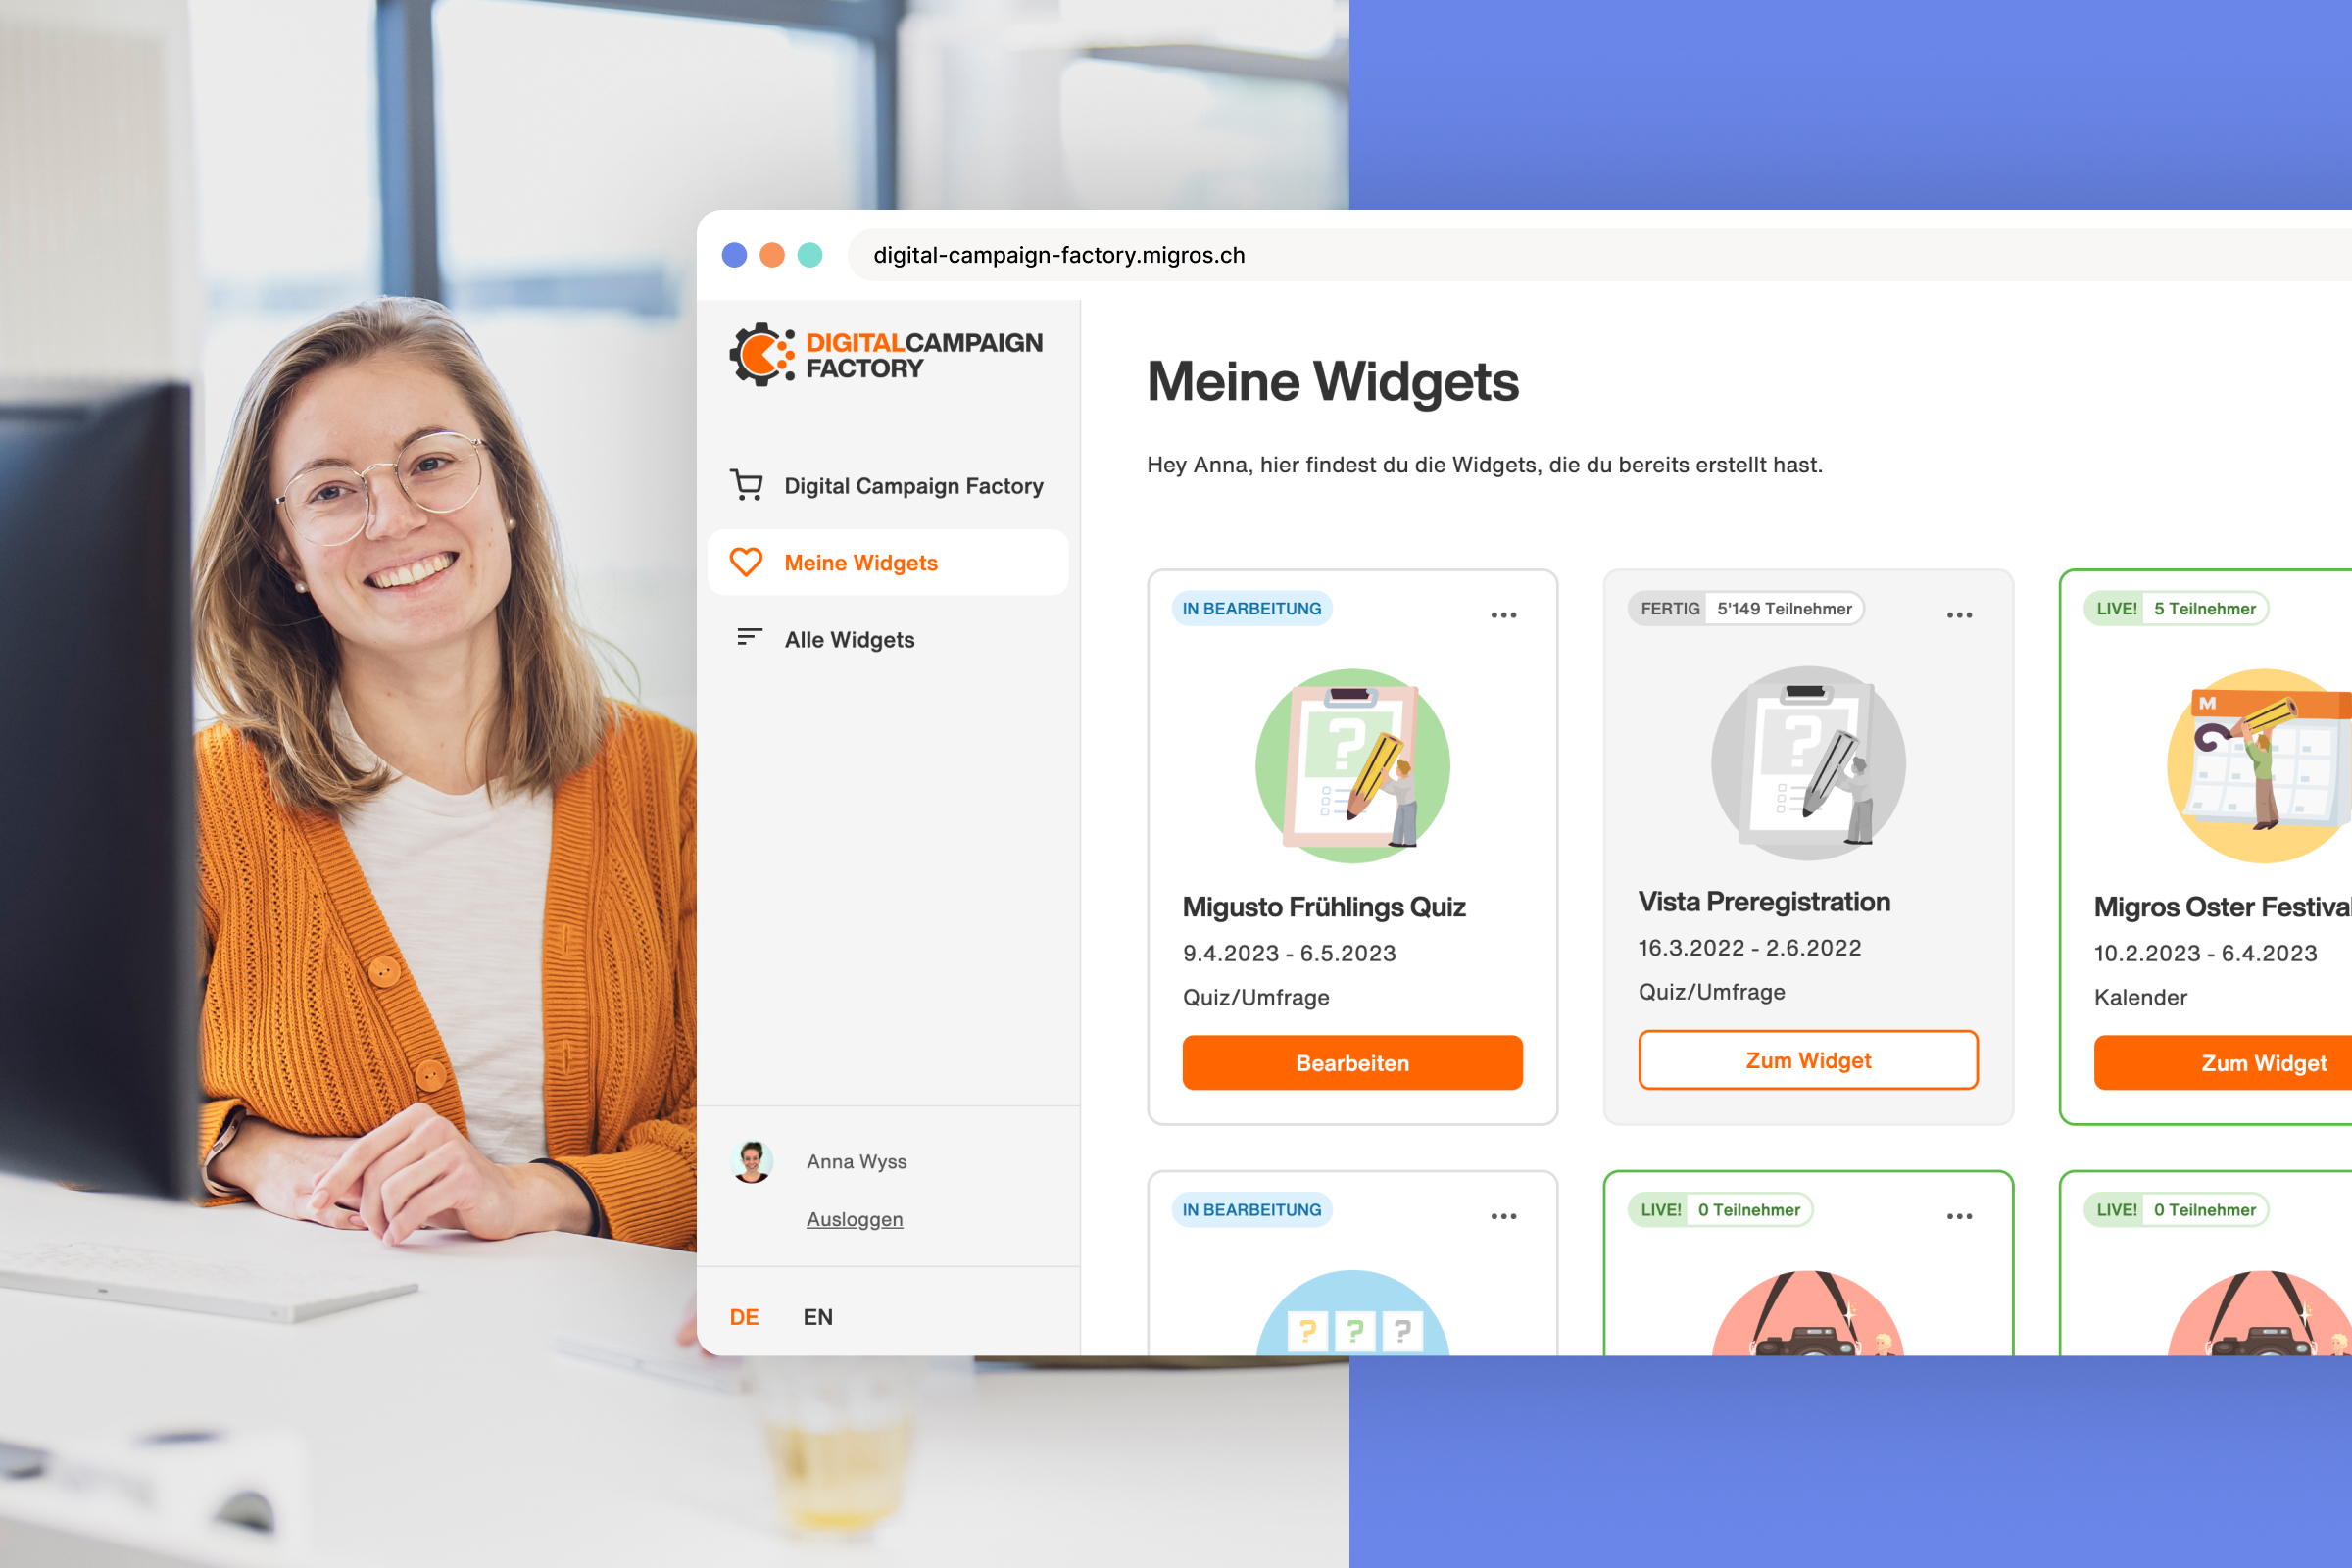 digital-campaign-factory.migros.ch
DIGITALCAMPAIGN
FACTORY
Digital Campaign Factory
Meine Widgets
Alle Widgets
Anna Wyss
Ausloggen
DE EN
Meine Widgets
Hey Anna, hier findest du die Widgets, die du bereits erstellt hast.
IN BEARBEITUNG
?
Migusto Frühlings Quiz
9.4.2023 - 6.5.2023
Quiz/Umfrage
Bearbeiten
FERTIG 5'149 Teilnehmer
?
Vista Preregistration
16.3.2022 - 2.6.2022
Quiz/Umfrage
Zum Widget
LIVE! 5 Teilnehmer
M
Migros Oster Festival
10.2.2023 - 6.4.2023
Kalender
Zum Widget
IN BEARBEITUNG
? ? ?
LIVE! 0 Teilnehmer
LIVE! 0 Teilnehmer